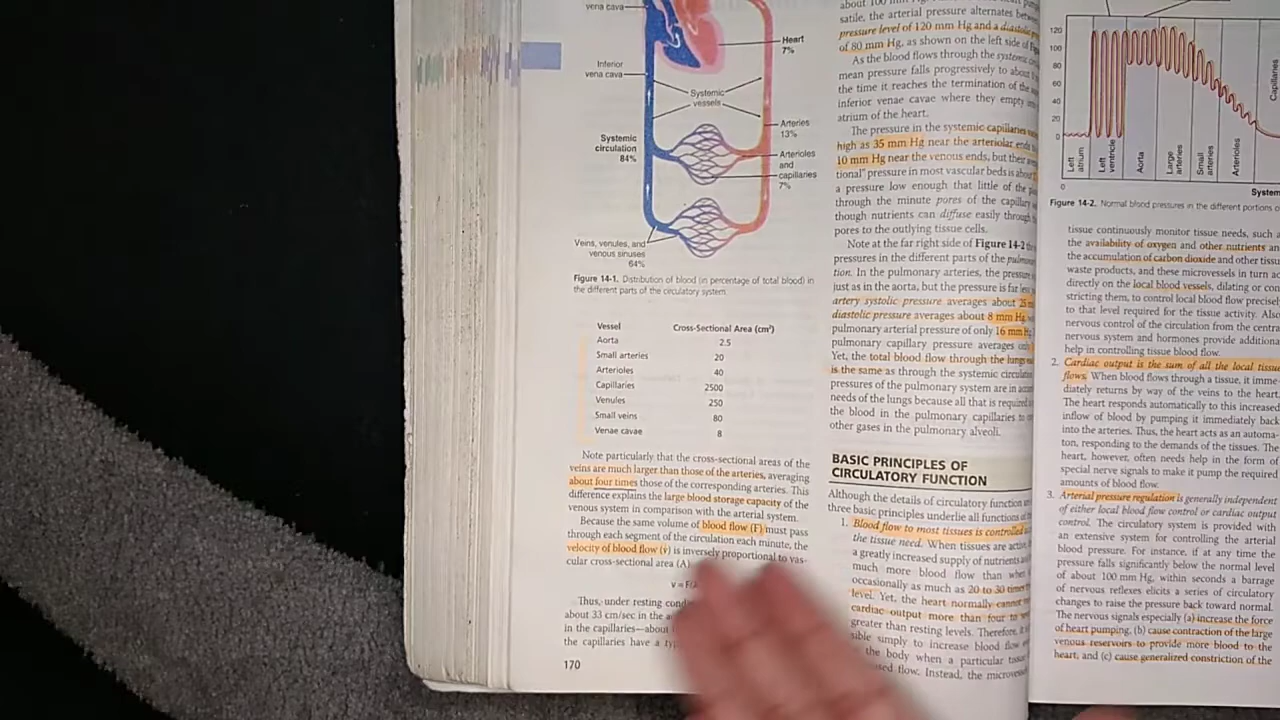 vena cava
Heart
7%
Inferior
vena cava
Systemic
vessels
Arteries
13%
Systemic
circulation
84%
Arterioles
and
capillaries
7%
Veins, venules, and
venous sinuses
64%
Figure 14-1. Distribution of blood (in percentage of total blood) in
the different parts of the circulatory system.
Vessel Cross-Sectional Area (cm²)
Aorta 2.5
Small arteries 20
Arterioles 40
Capillaries 2500
Venules 250
Small veins 80
Venae cavae 8
Note particularly that the cross-sectional areas of the
veins are much larger than those of the arteries, averaging
about four times those of the corresponding arteries. This
difference explains the large blood storage capacity of the
venous system in comparison with the arterial system.
Because the same volume of blood flow (F) must pass
through each segment of the circulation each minute, the
velocity of blood flow (v) is inversely proportional to vas-
cular cross-sectional area (A)
v = F/
Thus, under resting
about 33 cm/sec in the
in the capillaries—about
the capillaries have a
170
about 100 mm Hg.
satile, the arterial pressure alternates
pressure level of 120 mm Hg and a
of 80 mm Hg, as shown on the left side of
As the blood flows through the systemic
mean pressure falls progressively to about
the time it reaches the termination of the
inferior venae cavae where they empty
atrium of the heart.
The pressure in the systemic capillaries
high as 35 mm Hg near the arteriolar ends
10 mm Hg near the venous ends, but their
tional" pressure in most vascular beds is about
a pressure low enough that little of the
through the minute pores of the capillary
though nutrients can diffuse easily through
pores to the outlying tissue cells.
Note at the far right side of Figure 14-2
pressures in the different parts of the
tion. In the pulmonary arteries, the pressure
just as in the aorta, but the pressure is far
artery systolic pressure averages about 25
diastolic pressure averages about 8 mm Hg
pulmonary arterial pressure of only 16 mm
pulmonary capillary pressure averages
Yet, the total blood flow through the lungs
is the same as through the systemic
pressures of the pulmonary system are in
needs of the lungs because all that is required
the blood in the pulmonary capillaries to
other gases in the pulmonary alveoli.
BASIC PRINCIPLES OF
CIRCULATORY FUNCTION
Although the details of circulatory function
three basic principles underlie all functions of
1. Blood flow to most tissues is controlled
the tissue need. When tissues are
a greatly increased supply of nutrients
much more blood flow than when
occasionally as much as 20 to 30 times
level. Yet, the heart normally cannot
cardiac output more than four to
greater than resting levels. Therefore,
sible simply to increase blood flow
the body when a particular
flow. Instead, the
120
100
80
60
40
20
0
0
Left
atrium
Left
ventricle
Aorta
Large
arteries
Small
arteries
Arterioles
Capillaries
Figure 14-2. Normal blood pressures in the different portions
tissue continuously monitor tissue needs, such
the availability of oxygen and other nutrients
the accumulation of carbon dioxide and other
waste products, and these microvessels in turn
directly on the local blood vessels, dilating or
stricting them, to control local blood flow
to that level required for the tissue activity. Also
nervous control of the circulation from the
nervous system and hormones provide
help in controlling tissue blood flow.
2. Cardiac output is the sum of all the local tissue
flows. When blood flows through a tissue, it imme-
diately returns by way of the veins to the heart.
The heart responds automatically to this increased
inflow of blood by pumping it immediately back
into the arteries. Thus, the heart acts as an automa-
ton, responding to the demands of the tissues. The
heart, however, often needs help in the form of
special nerve signals to make it pump the required
amounts of blood flow.
3. Arterial pressure regulation is generally independent
of either local blood flow control or cardiac output
control. The circulatory system is provided with
an extensive system for controlling the arterial
blood pressure. For instance, if at any time the
pressure falls significantly below the normal level
of about 100 mm Hg, within seconds a barrage
of nervous reflexes elicits a series of circulatory
changes to raise the pressure back toward normal.
The nervous signals especially (a) increase the force
of heart pumping, (b) cause contraction of the large
venous reservoirs to provide more blood to the
heart, and (c) cause generalized constriction of the